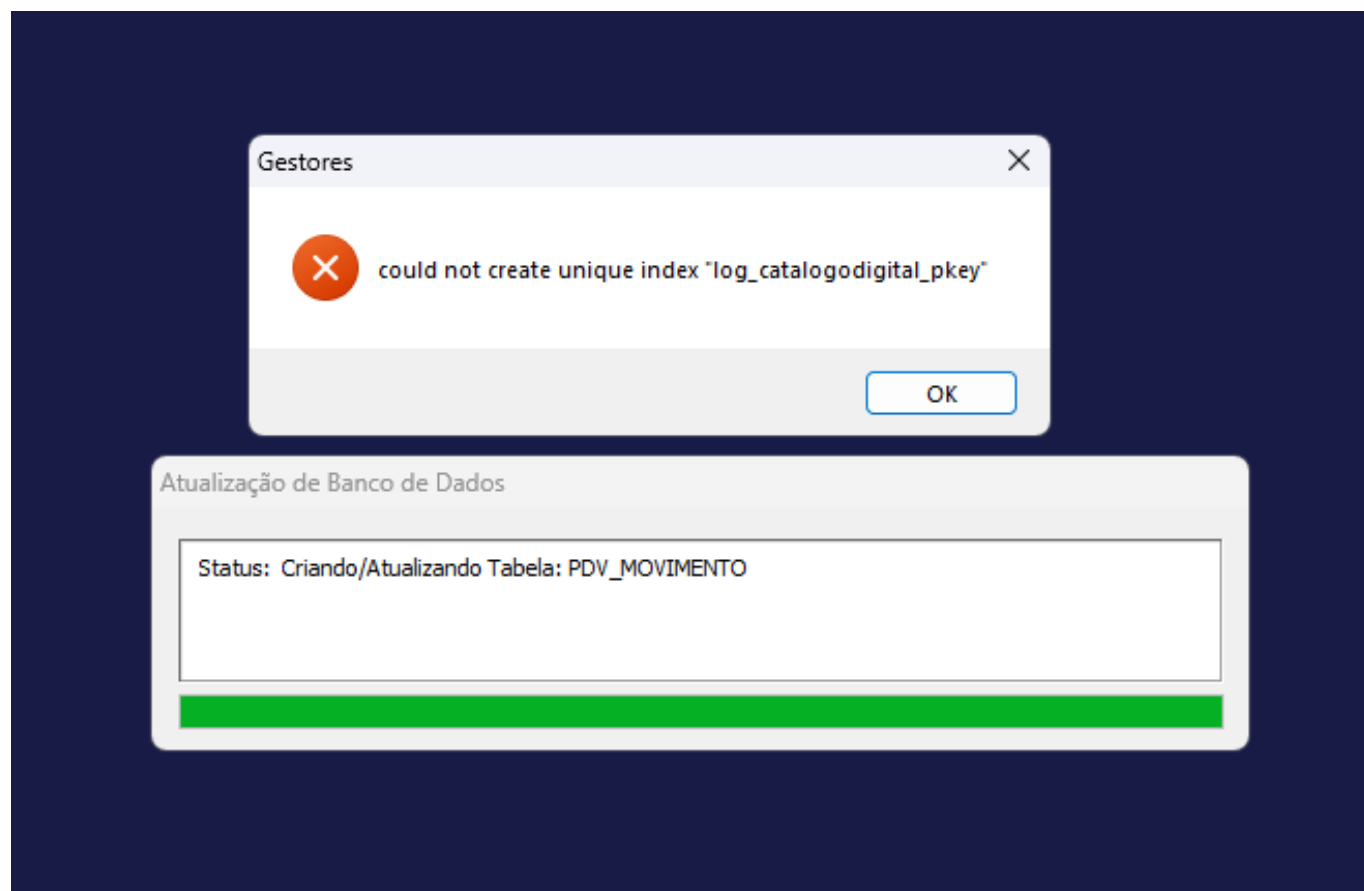 Gestores
could not create unique index "log_catalogodigital_pkey"
OK
Atualização de Banco de Dados
Status: Criando/Atualizando Tabela: PDV_MOVIMENTO